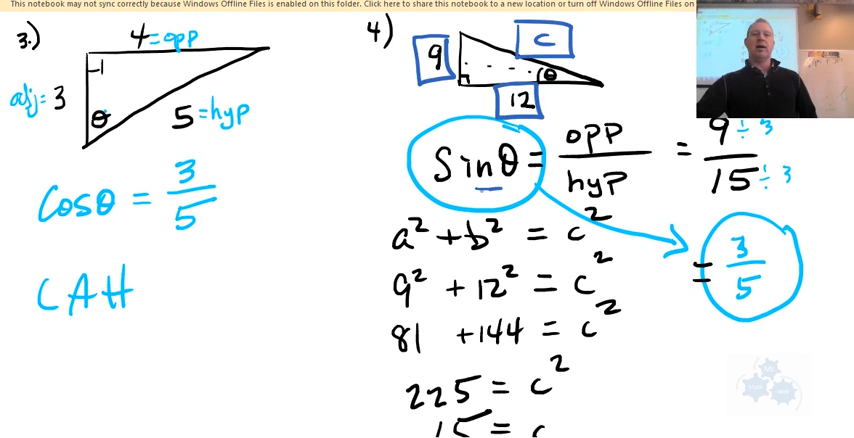 This notebook may not sync correctly because Windows Offline Files is enabled on this folder. Click here to share this notebook to a new location or turn off Windows Offline Files on
3.)
4 = opp
adj = 3
θ
5 = hyp
Cosθ = 3/5
CAH
4)
9
c
θ
12
Sinθ = opp/hyp = 9 ÷ 3/15 ÷ 3
= 3/5
a² + b² = c²
9² + 12² = c²
81 + 144 = c²
225 = c²
15 = c